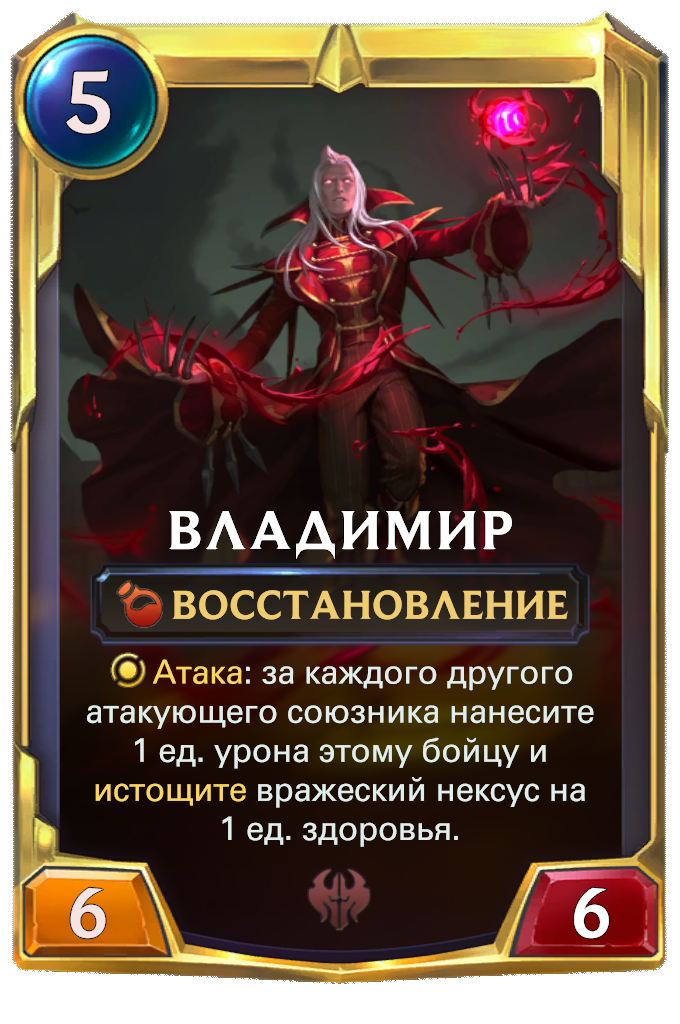 5
ВЛАДИМИР
ВОССТАНОВЛЕНИЕ
Атака: за каждого другого
атакующего союзника нанесите
1 ед. урона этому бойцу и
истощите вражеский нексус на
1 ед. здоровья.
6 6